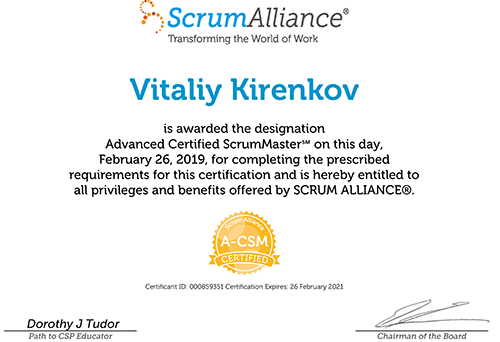 ScrumAlliance®
Transforming the World of Work
Vitaliy Kirenkov
is awarded the designation
Advanced Certified ScrumMaster℠ on this day,
February 26, 2019, for completing the prescribed
requirements for this certification and is hereby entitled to
all privileges and benefits offered by SCRUM ALLIANCE®.
ScrumAlliance
A-CSM
CERTIFIED
Certificant ID: 000859351 Certification Expires: 26 February 2021
Dorothy J Tudor
Path to CSP Educator
Chairman of the Board